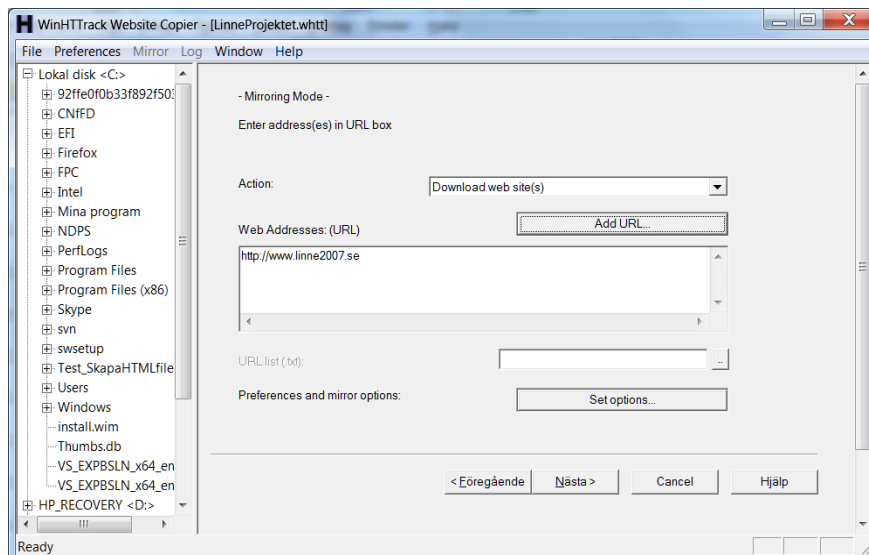 WinHTTrack Website Copier - [LinneProjektet.whtt]
File Preferences Mirror Log Window Help
Lokal disk <C:>
92ffe0f0b33f892f503
CNfFD
EFI
Firefox
FPC
Intel
Mina program
NDPS
PerfLogs
Program Files
Program Files (x86)
Skype
svn
swsetup
Test_SkapaHTMLfile
Users
Windows
install.wim
Thumbs.db
VS_EXPBSLN_x64_en
VS_EXPBSLN_x64_en
HP_RECOVERY <D:>
- Mirroring Mode -
Enter address(es) in URL box
Action:
Download web site(s)
Web Addresses: (URL)
Add URL...
http://www.linne2007.se
URL list (.txt):
..
Preferences and mirror options:
Set options...
< Föregående
Nästa >
Cancel
Hjälp
Ready